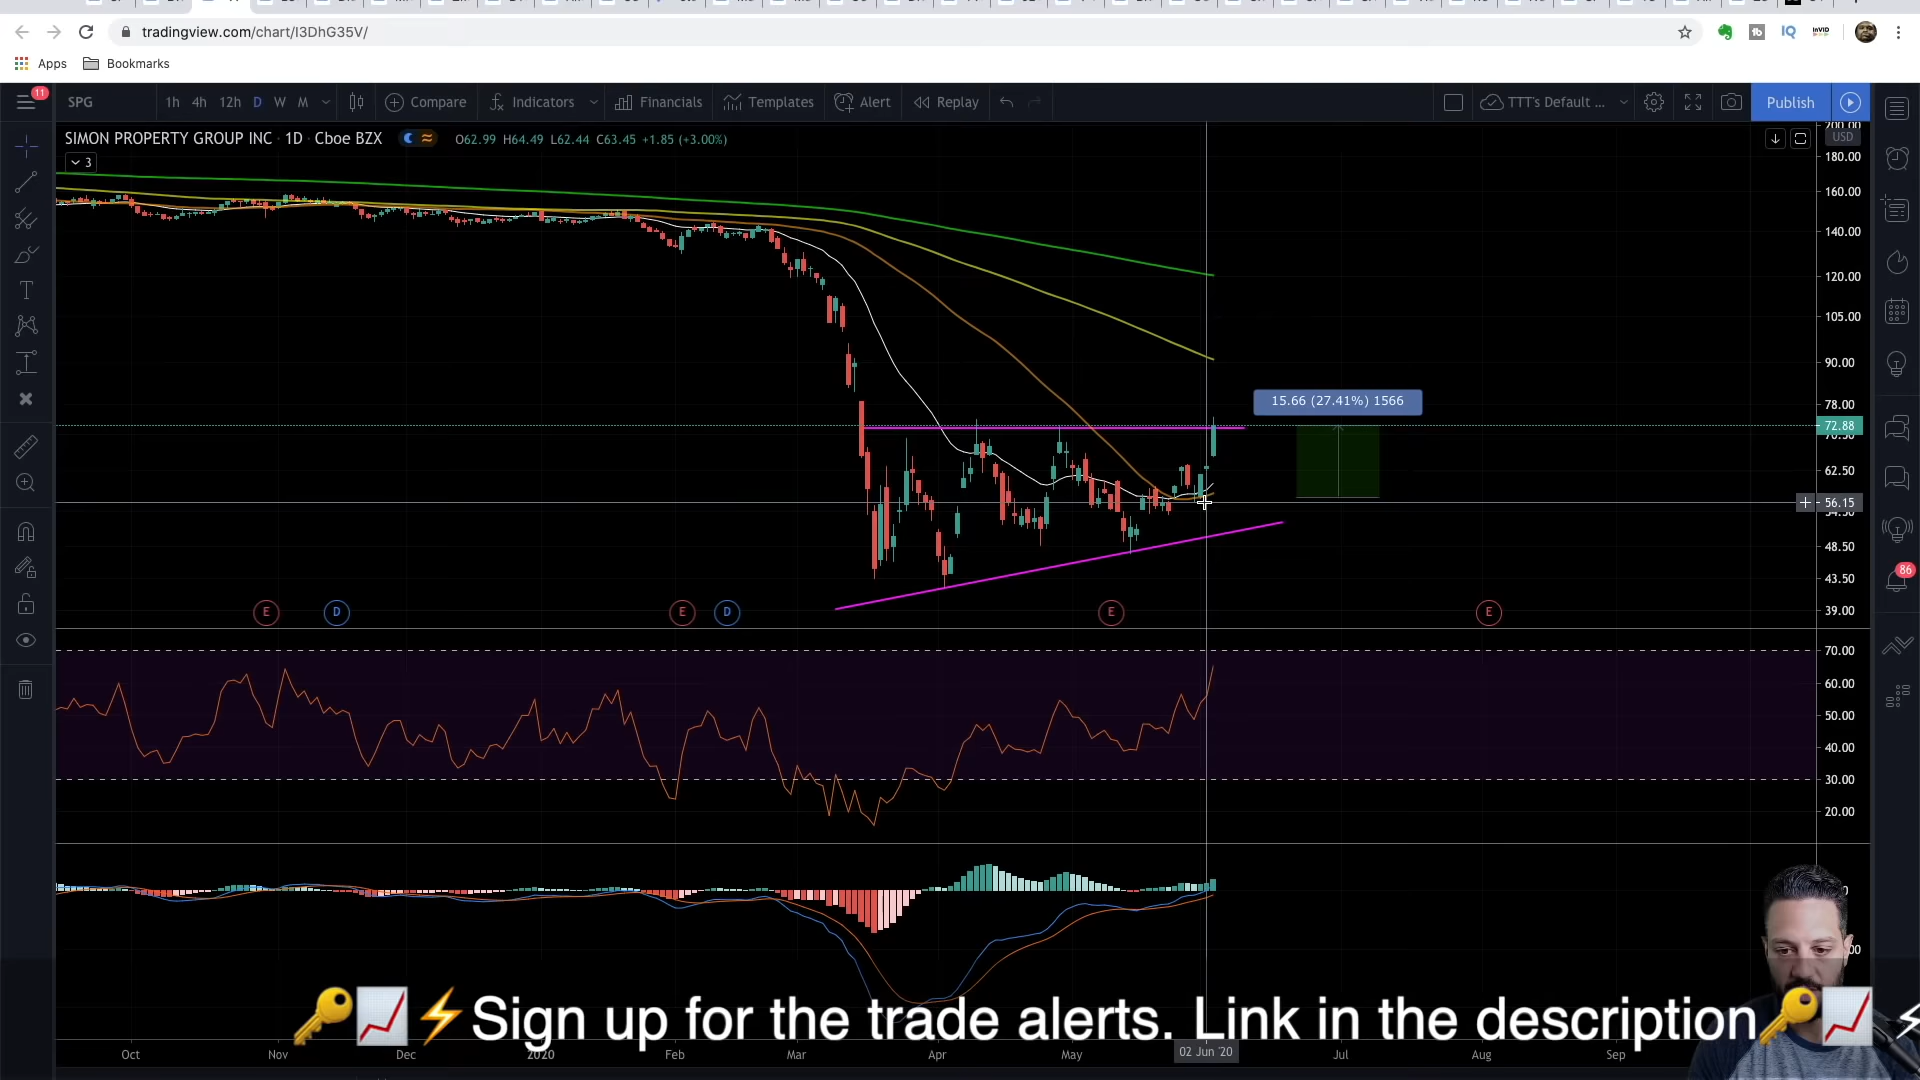 tradingview.com/chart/I3DhG35V/
Apps Bookmarks
11 SPG 1h 4h 12h D W M Compare Indicators Financials Templates Alert Replay TTT's Default ... Publish
SIMON PROPERTY GROUP INC · 1D · Cboe BZX O62.99 H64.49 L62.44 C63.45 +1.85 (+3.00%)
3
USD
180.00
160.00
140.00
120.00
105.00
90.00
15.66 (27.41%) 1566
78.00
72.88
62.50
56.15
48.50
86
43.50
39.00
E D E D E E
70.00
60.00
50.00
40.00
30.00
20.00
Sign up for the trade alerts. Link in the description
Oct Nov Dec 2020 Feb Mar Apr May 02 Jun '20 Jul Aug Sep